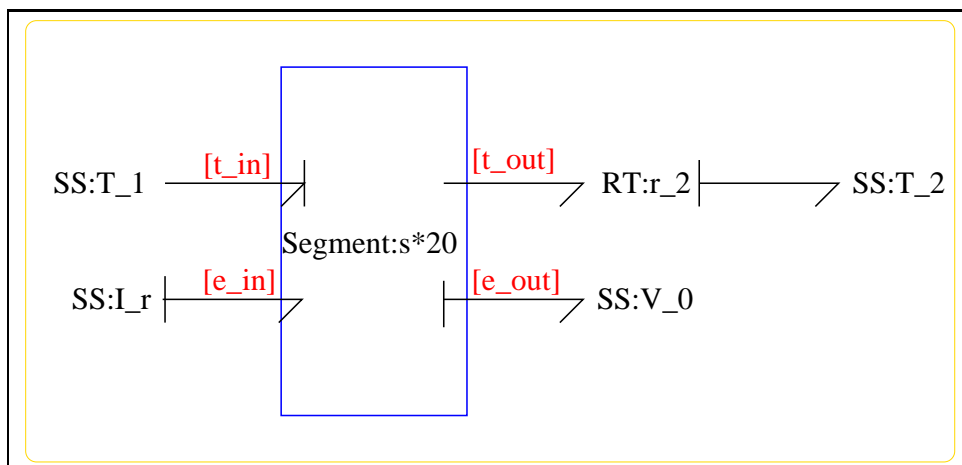 [t_in] [t_out]
SS:T_1 RT:r_2 SS:T_2
Segment:s*20
[e_in] [e_out]
SS:I_r SS:V_0